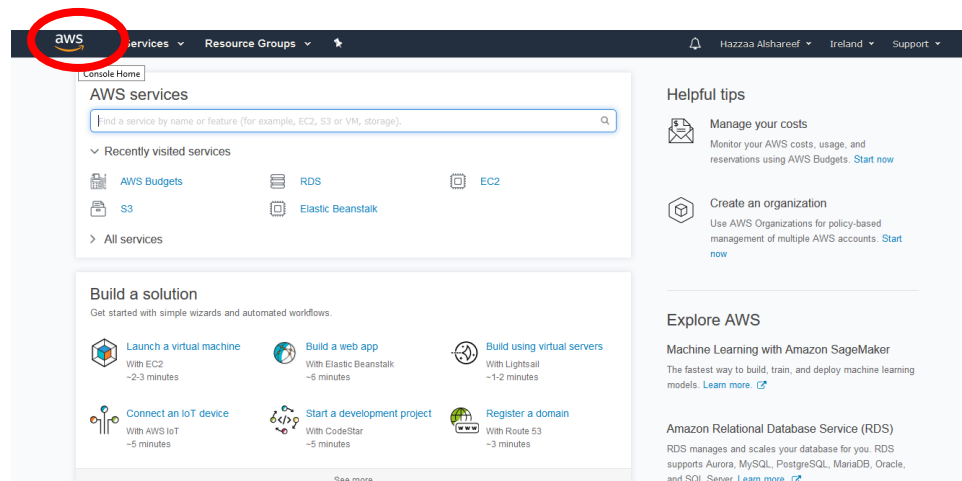 aws Services Resource Groups Hazzaa Alshareef Ireland Support
Console Home
AWS services
Find a service by name or feature (for example, EC2, S3 or VM, storage).
Recently visited services
AWS Budgets RDS EC2
S3 Elastic Beanstalk
All services
Build a solution
Get started with simple wizards and automated workflows.
Launch a virtual machine
With EC2
~2-3 minutes
Build a web app
With Elastic Beanstalk
~6 minutes
Build using virtual servers
With Lightsail
~1-2 minutes
Connect an IoT device
With AWS IoT
~5 minutes
Start a development project
With CodeStar
~5 minutes
WWW
Register a domain
With Route 53
~3 minutes
See more
Helpful tips
Manage your costs
Monitor your AWS costs, usage, and
reservations using AWS Budgets. Start now
Create an organization
Use AWS Organizations for policy-based
management of multiple AWS accounts. Start
now
Explore AWS
Machine Learning with Amazon SageMaker
The fastest way to build, train, and deploy machine learning
models. Learn more.
Amazon Relational Database
Service (RDS)
RDS manages and scales your database for you. RDS
supports Aurora, MySQL, PostgreSQL, MariaDB, Oracle,
and SQL Server. Learn more.